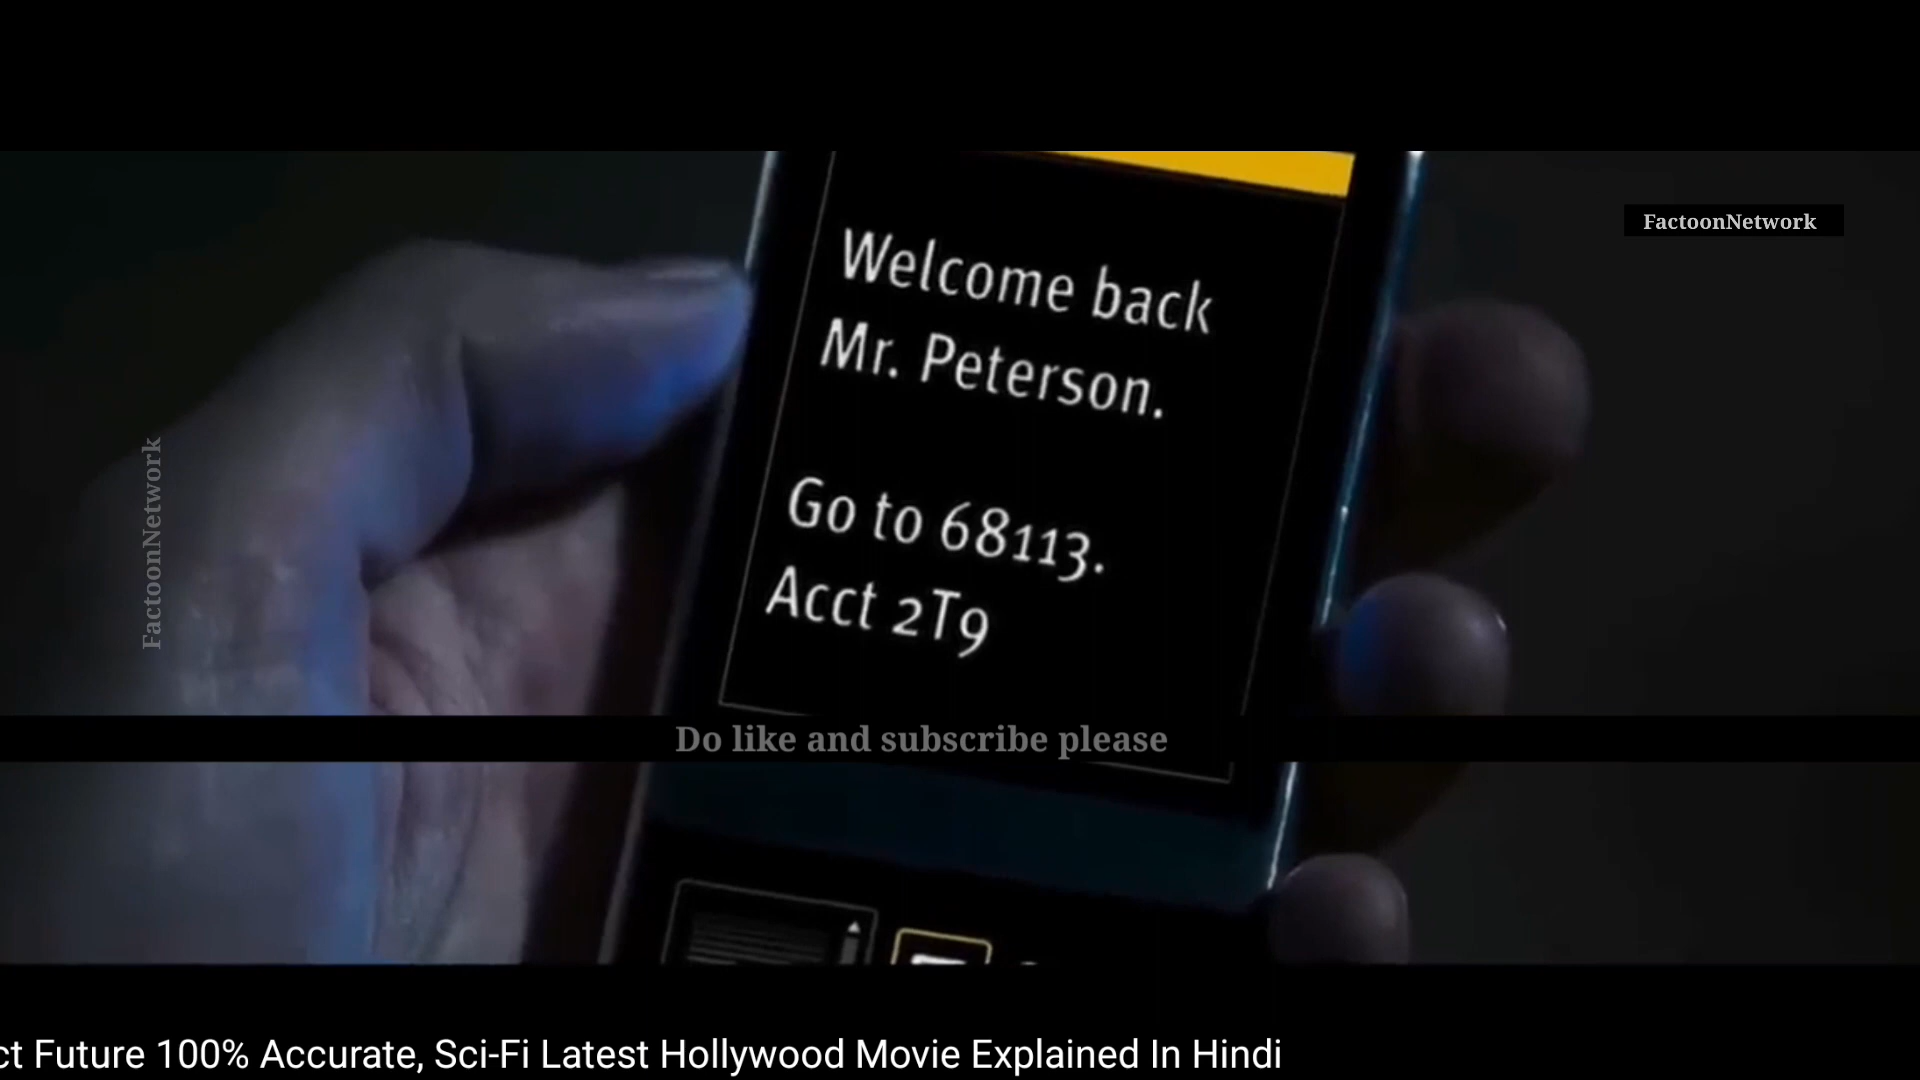 FactoonNetwork
Welcome back
Mr. Peterson.
Go to 68113.
Acct 2T9
FactoonNetwork
Do like and subscribe please
ct Future 100% Accurate, Sci-Fi Latest Hollywood Movie Explained In Hindi